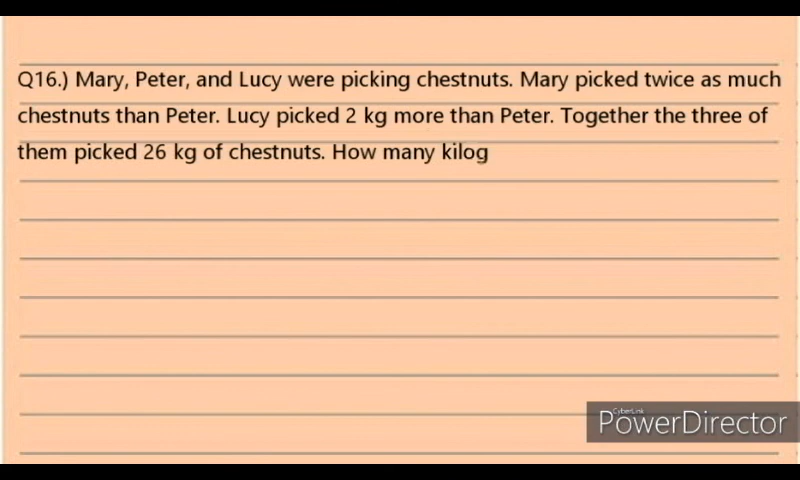 Q16.) Mary, Peter, and Lucy were picking chestnuts. Mary picked twice as much
chestnuts than Peter. Lucy picked 2 kg more than Peter. Together the three of
them picked 26 kg of chestnuts. How many kilog
CyberLink
PowerDirector